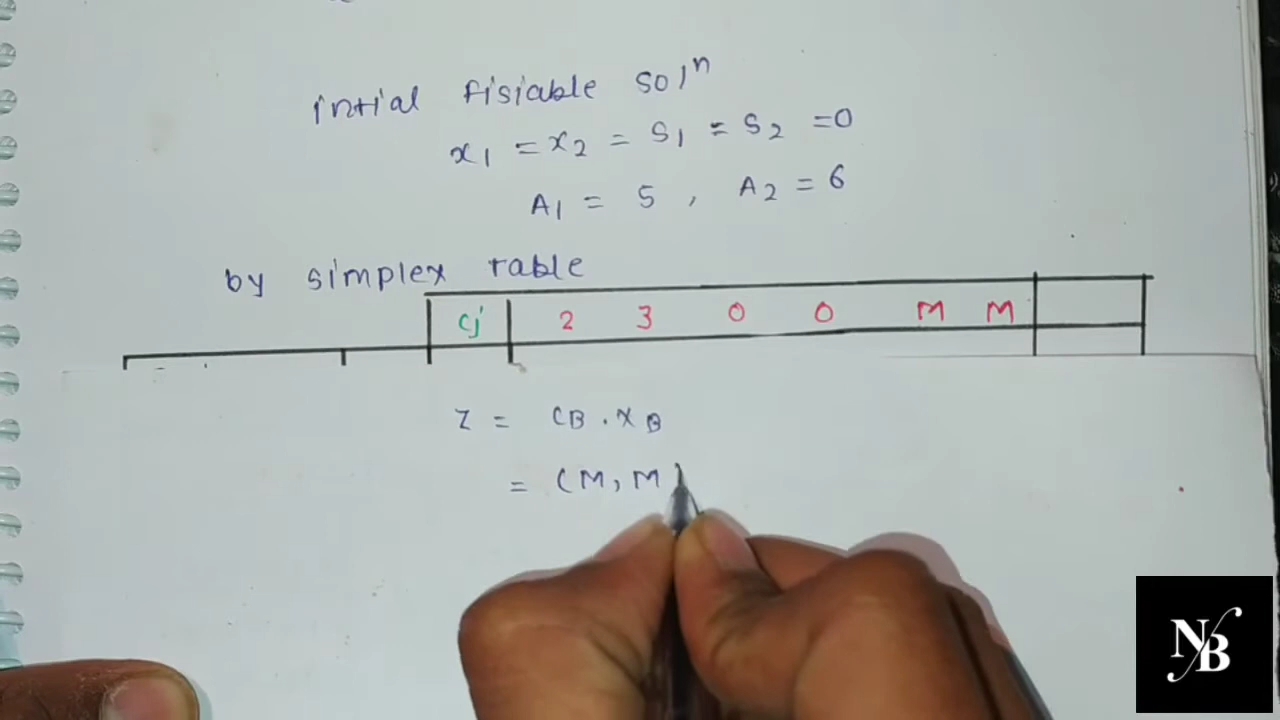 intial fisiable solⁿ
x₁ = x₂ = S₁ = S₂ = 0
A₁ = 5 , A₂ = 6
by simplex table
Cj 2 3 0 0 M M
Z = CB . XB
= (M, M)
NB